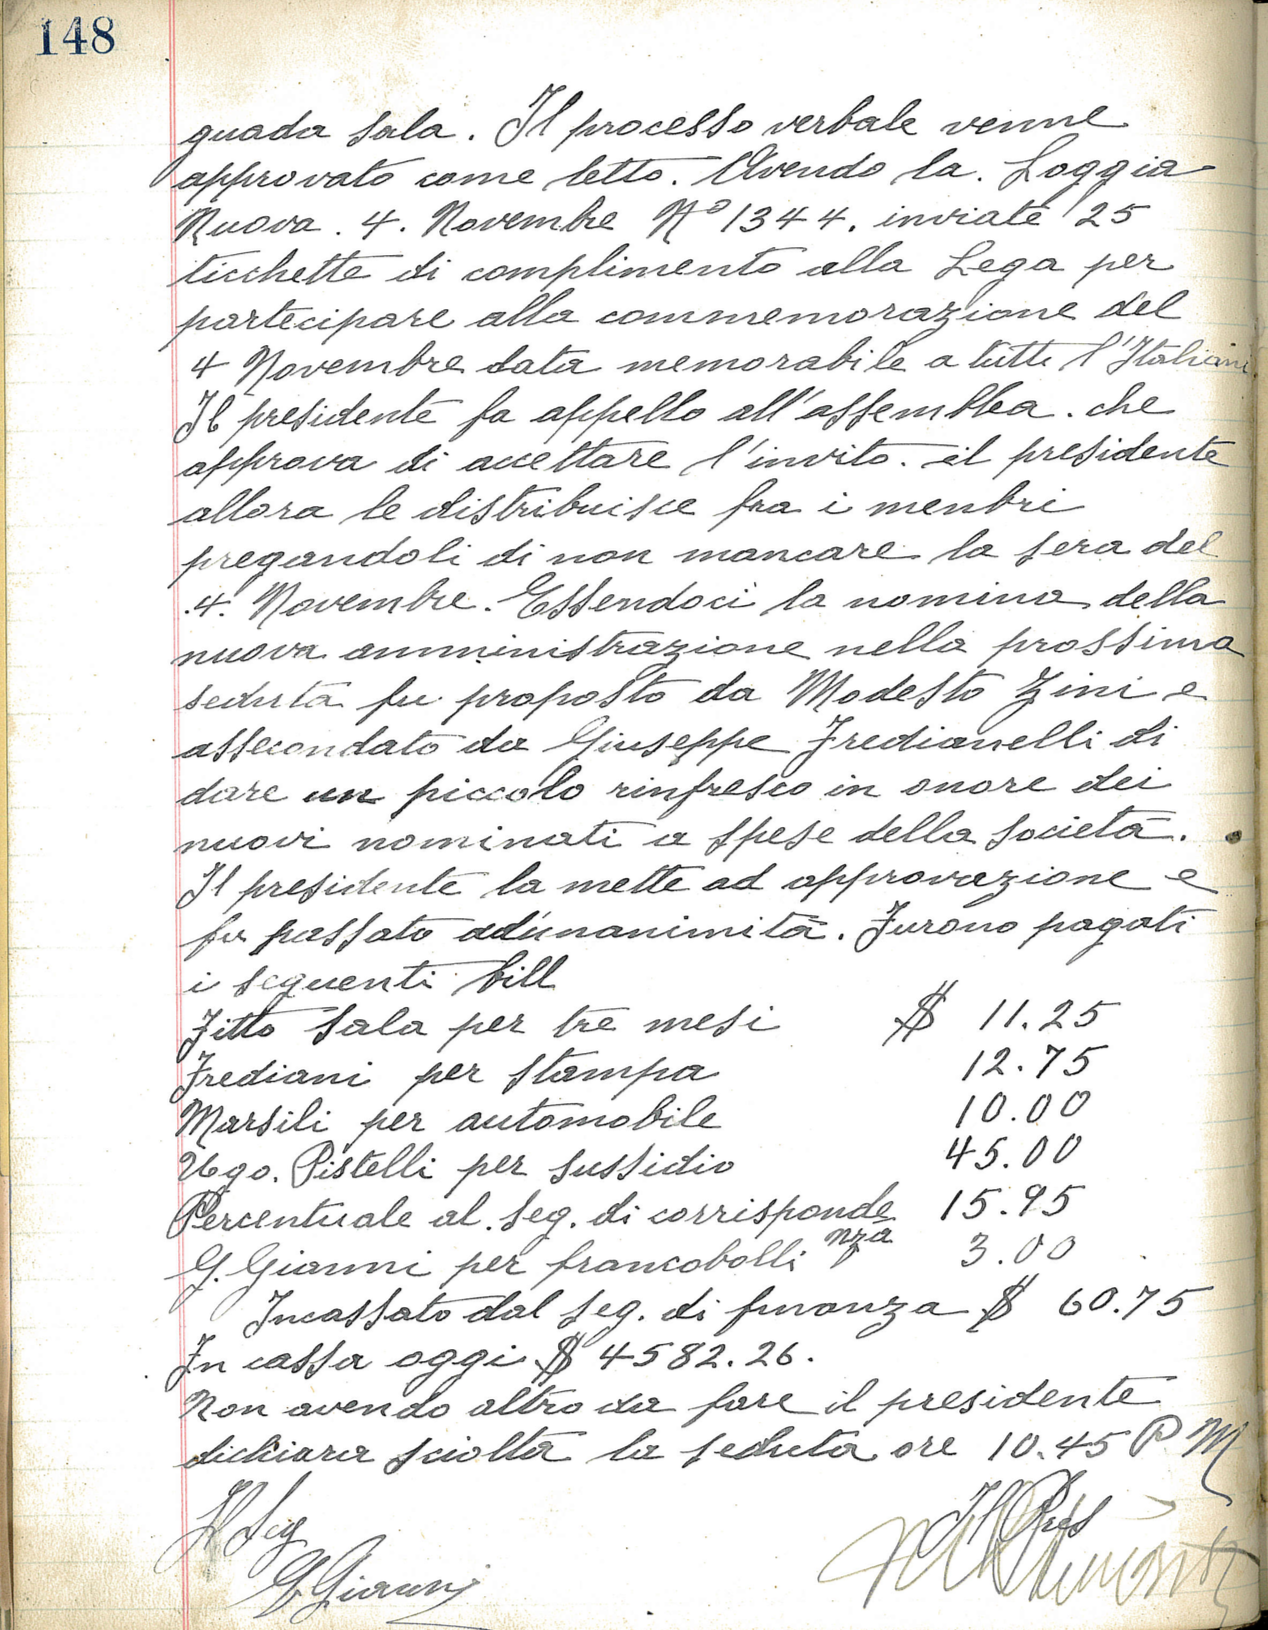 148
guada sala. Il processo verbale venne
approvato come letto. Avendo la. Loggia
Nuova. 4. Novembre No 1344. inviate 25
ticchette di complimento alla Lega per
partecipare alla commemorazione del
4 Novembre data memorabile a tutti l'Italiani.
Il presidente fa appello all'assemblea. che
approva di accettare l'invito. il presidente
allora le distribuisce fra i menbri
pregandoli di non mancare la sera del
.4. Novembre. Essendoci la nomina della
nuova amministrazione nella prossima
seduta fu proposto da Modesto Zini e
assecondato da Giuseppe Fredianelli di
dare un piccolo rinfresco in onore dei
nuovi nominati a spese della società.
Il presidente la mette ad approvazione e
fu passato adunanimità. Furono pagati
i seguenti bill
Fitto sala per tre mesi $ 11.25
Frediani per stampa 12.75
Marsili per automobile 10.00
Ugo. Pistelli per sussidio 45.00
Percentuale al. seg. di corrisponde 15.95
nza
G. Gianni per francobolli 3.00
Incassato dal seg. di finanza $ 60.75
In cassa oggi $ 4582.26.
Non avendo altro da fare il presidente
dichiara sciolta la seduta ore 10.45 P M
Il Seg Il Pres
G Gianni